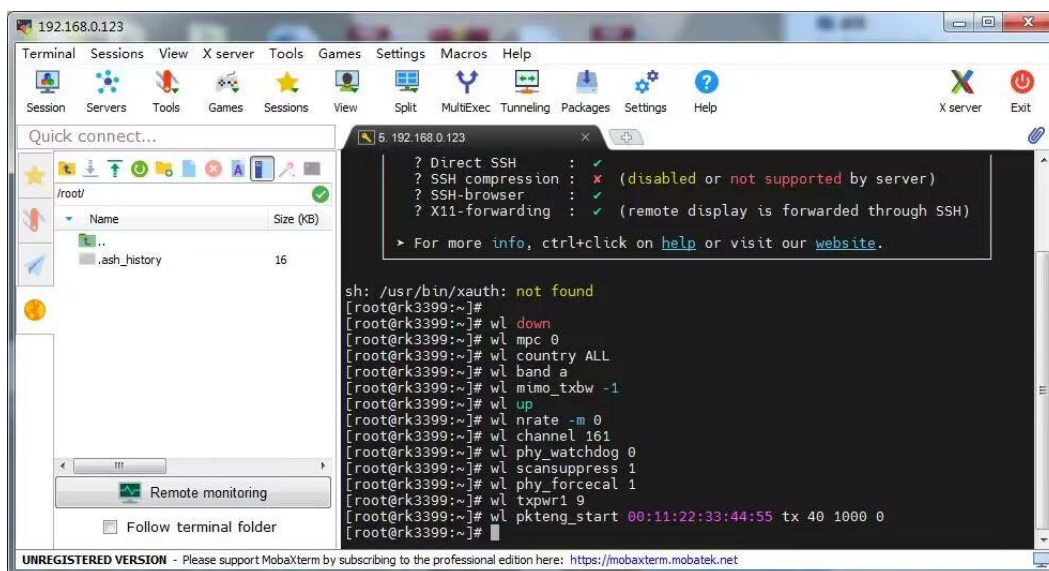 192.168.0.123
Terminal Sessions View X server Tools Games Settings Macros Help
Session Servers Tools Games Sessions View Split MultiExec Tunneling Packages Settings Help X server Exit
Quick connect...
5. 192.168.0.123
/root/
Name Size (KB)
..
.ash_history 16
Remote monitoring
Follow terminal folder
? Direct SSH : ✔
? SSH compression : ✘ (disabled or not supported by server)
? SSH-browser : ✔
? X11-forwarding : ✔ (remote display is forwarded through SSH)
➤ For more info, ctrl+click on help or visit our website.
sh: /usr/bin/xauth: not found
[root@rk3399:~]#
[root@rk3399:~]# wl down
[root@rk3399:~]# wl mpc 0
[root@rk3399:~]# wl country ALL
[root@rk3399:~]# wl band a
[root@rk3399:~]# wl mimo_txbw -1
[root@rk3399:~]# wl up
[root@rk3399:~]# wl nrate -m 0
[root@rk3399:~]# wl channel 161
[root@rk3399:~]# wl phy_watchdog 0
[root@rk3399:~]# wl scansuppress 1
[root@rk3399:~]# wl phy_forcecal 1
[root@rk3399:~]# wl txpwr1 9
[root@rk3399:~]# wl pkteng_start 00:11:22:33:44:55 tx 40 1000 0
[root@rk3399:~]#
UNREGISTERED VERSION - Please support MobaXterm by subscribing to the professional edition here: https://mobaxterm.mobatek.net